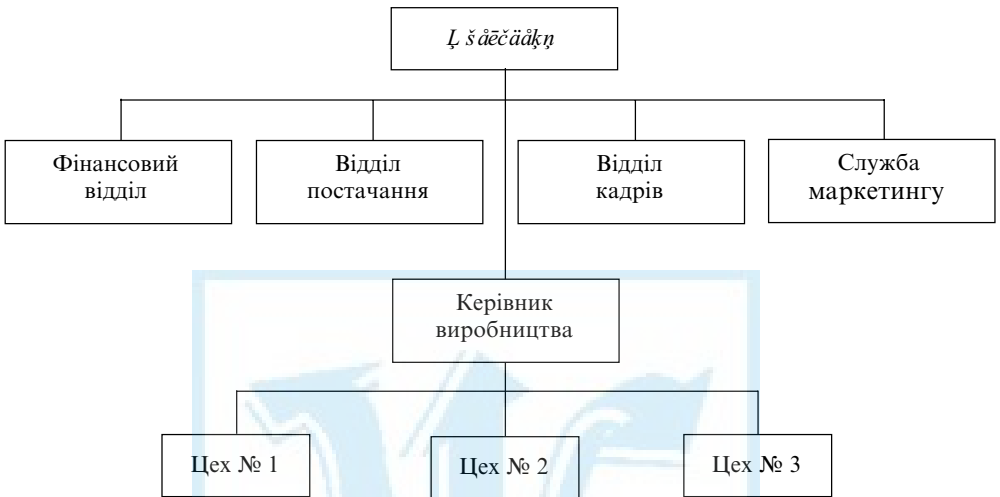 Ļ šåēčäåķņ
Фінансовий
відділ
Відділ
постачання
Відділ
кадрів
Служба
маркетингу
Керівник
виробництва
Цех № 1
Цех № 2
Цех № 3